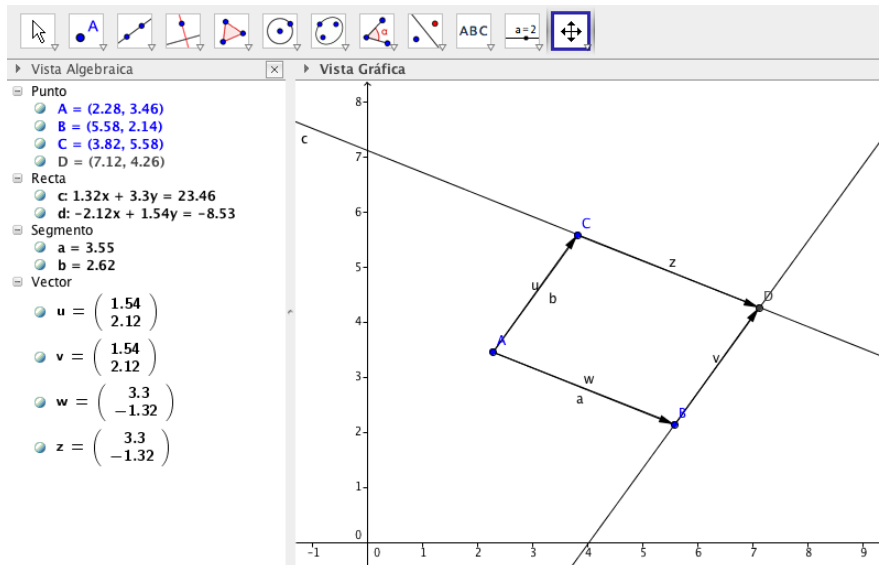 A
α
ABC
a=2
Vista Algebraica
Vista Gráfica
Punto
A = (2.28, 3.46)
B = (5.58, 2.14)
C = (3.82, 5.58)
D = (7.12, 4.26)
Recta
c: 1.32x + 3.3y = 23.46
d: -2.12x + 1.54y = -8.53
Segmento
a = 3.55
b = 2.62
Vector
u = ( 1.54
2.12 )
v = ( 1.54
2.12 )
w = ( 3.3
-1.32 )
z = ( 3.3
-1.32 )
8
c
7
6
C
5
z
u
b
D
4
A
v
3
w
a
B
2
1
0
-1 0 1 2 3 4 5 6 7 8 9